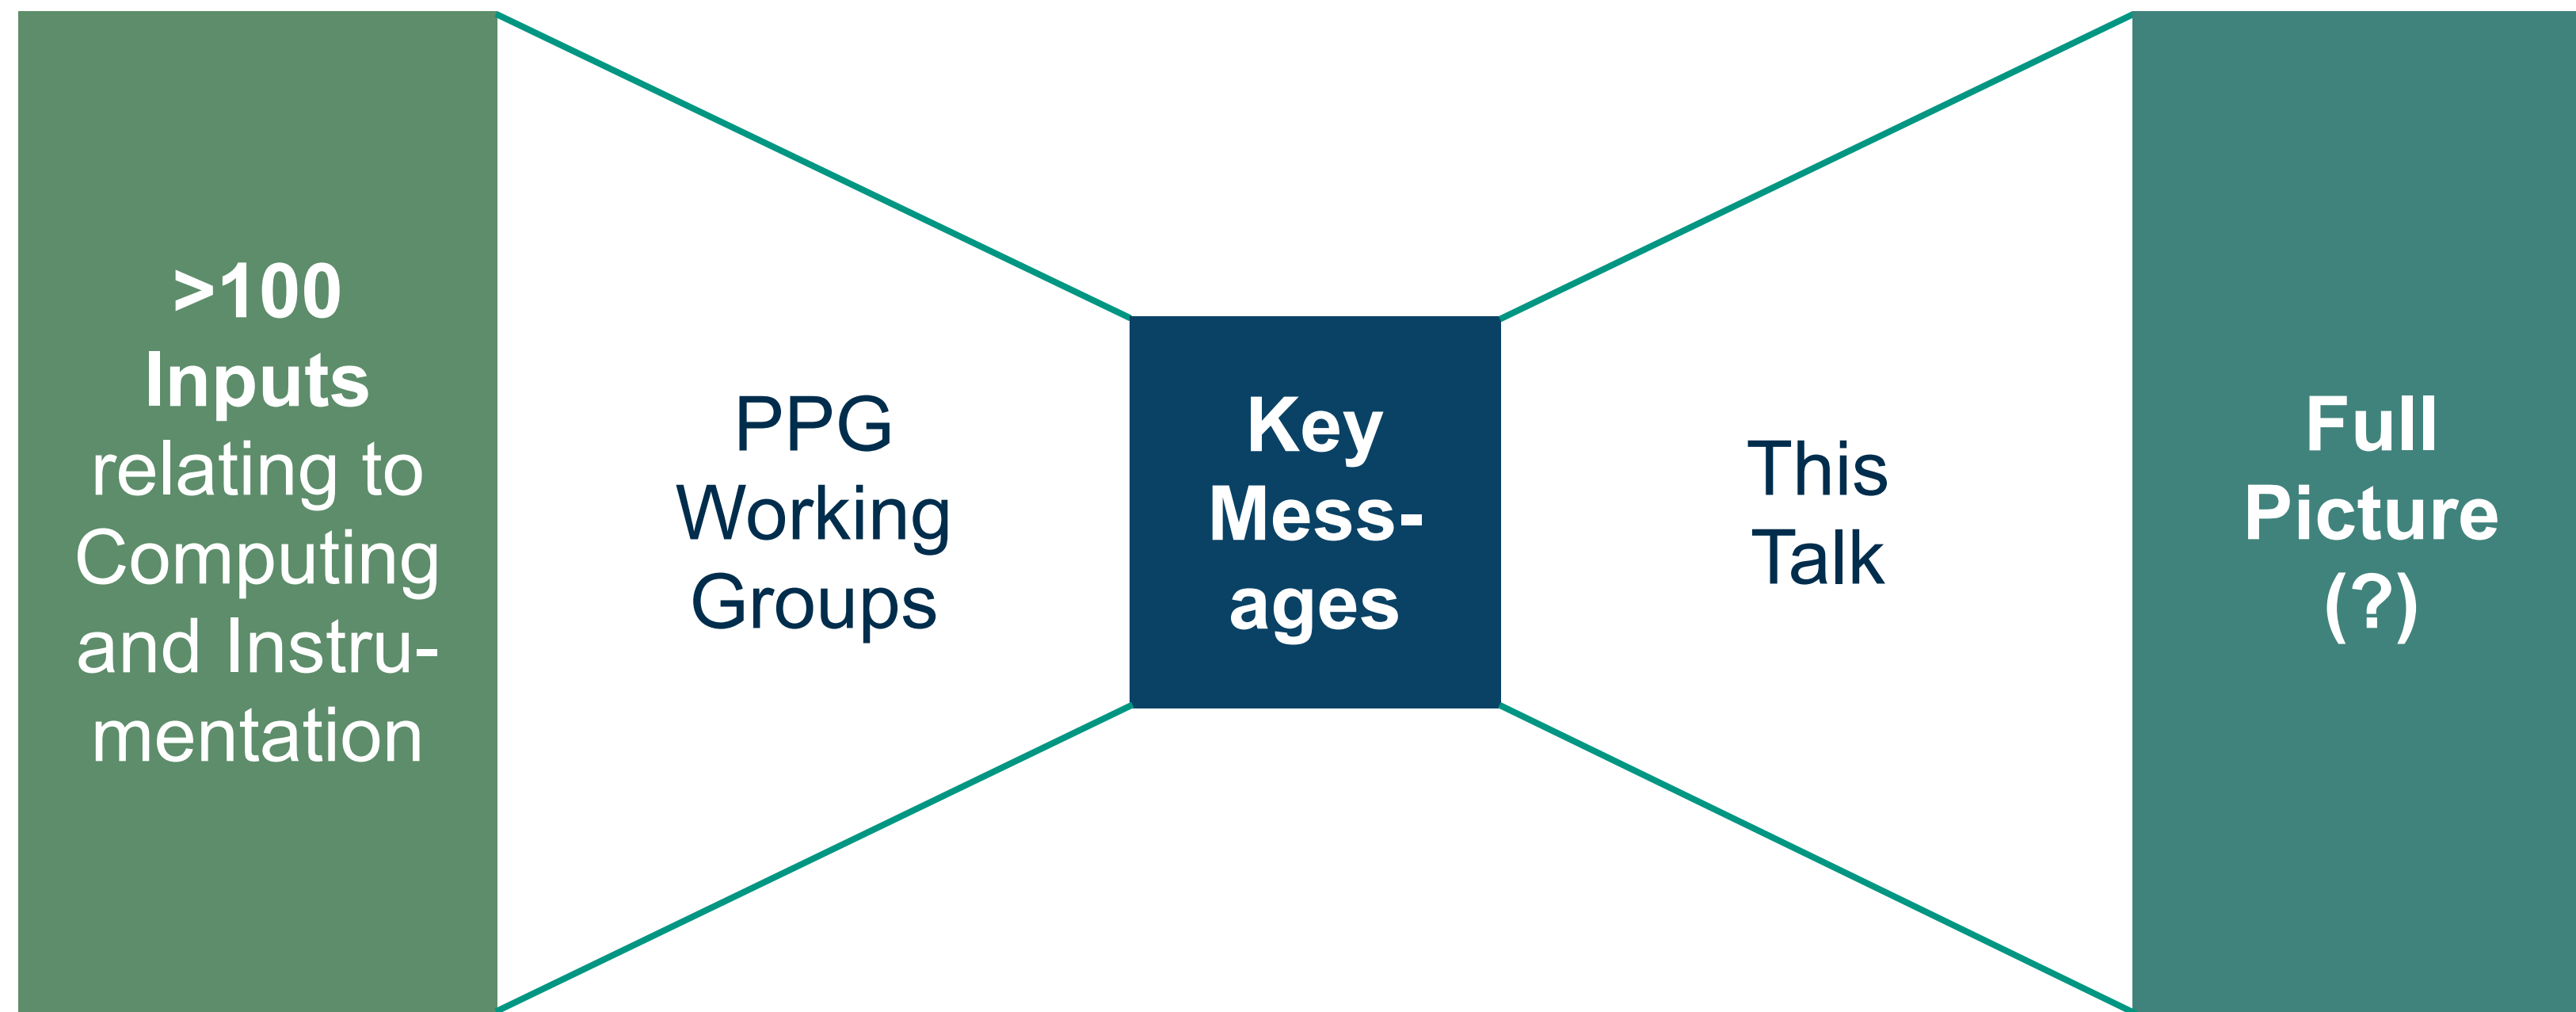 >100
Inputs
relating to
Computing
and Instru-
mentation
PPG
Working
Groups
Key
Mess-
ages
This
Talk
Full
Picture
(?)